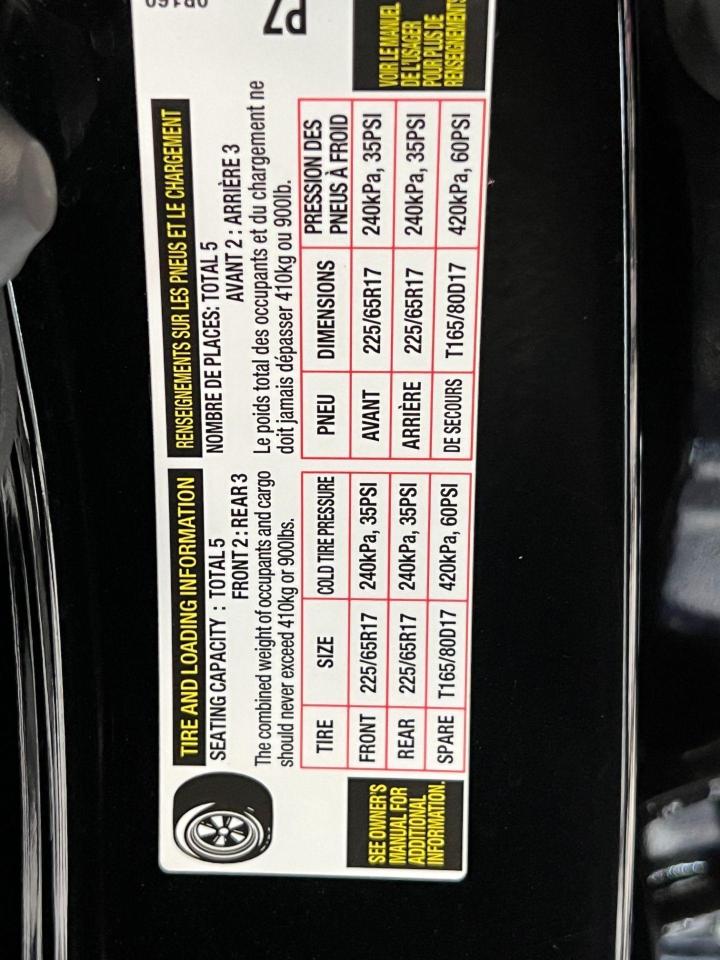 TIRE AND LOADING INFORMATION
SEATING CAPACITY : TOTAL 5
FRONT 2 : REAR 3
The combined weight of occupants and cargo
should never exceed 410kg or 900lbs.
TIRE SIZE COLD TIRE PRESSURE
FRONT 225/65R17 240kPa, 35PSI
REAR 225/65R17 240kPa, 35PSI
SPARE T165/80D17 420kPa, 60PSI
SEE OWNER'S
MANUAL FOR
ADDITIONAL
INFORMATION.
RENSEIGNEMENTS SUR LES PNEUS ET LE CHARGEMENT
NOMBRE DE PLACES: TOTAL 5
AVANT 2 : ARRIÈRE 3
Le poids total des occupants et du chargement ne
doit jamais dépasser 410kg ou 900lb.
PNEU DIMENSIONS PRESSION DES
PNEUS À FROID
AVANT 225/65R17 240kPa, 35PSI
ARRIÈRE 225/65R17 240kPa, 35PSI
DE SECOURS T165/80D17 420kPa, 60PSI
VOIR LE MANUEL
DE L'USAGER
POUR PLUS DE
RENSEIGNEMENTS